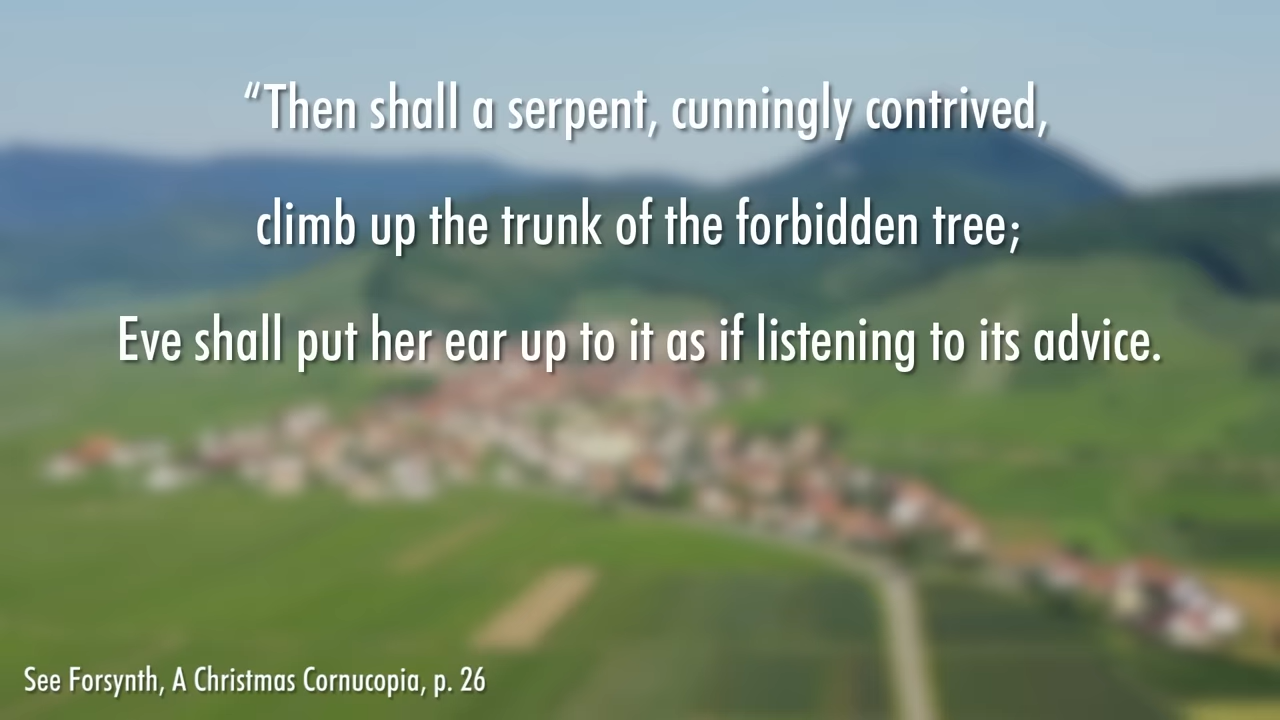 “Then shall a serpent, cunningly contrived,
climb up the trunk of the forbidden tree;
Eve shall put her ear up to it as if listening to its advice.
See Forsynth, A Christmas Cornucopia, p. 26